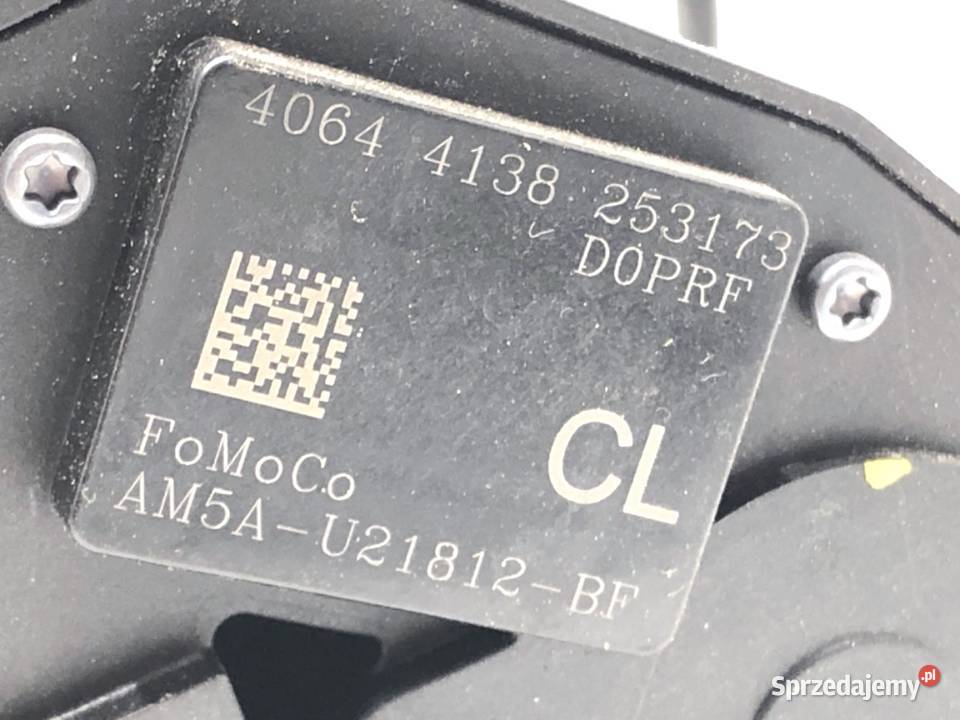 4064 4138 253173
D0PRF
CL
FoMoCo
AM5A-U21812-BF
Sprzedajemy.pl